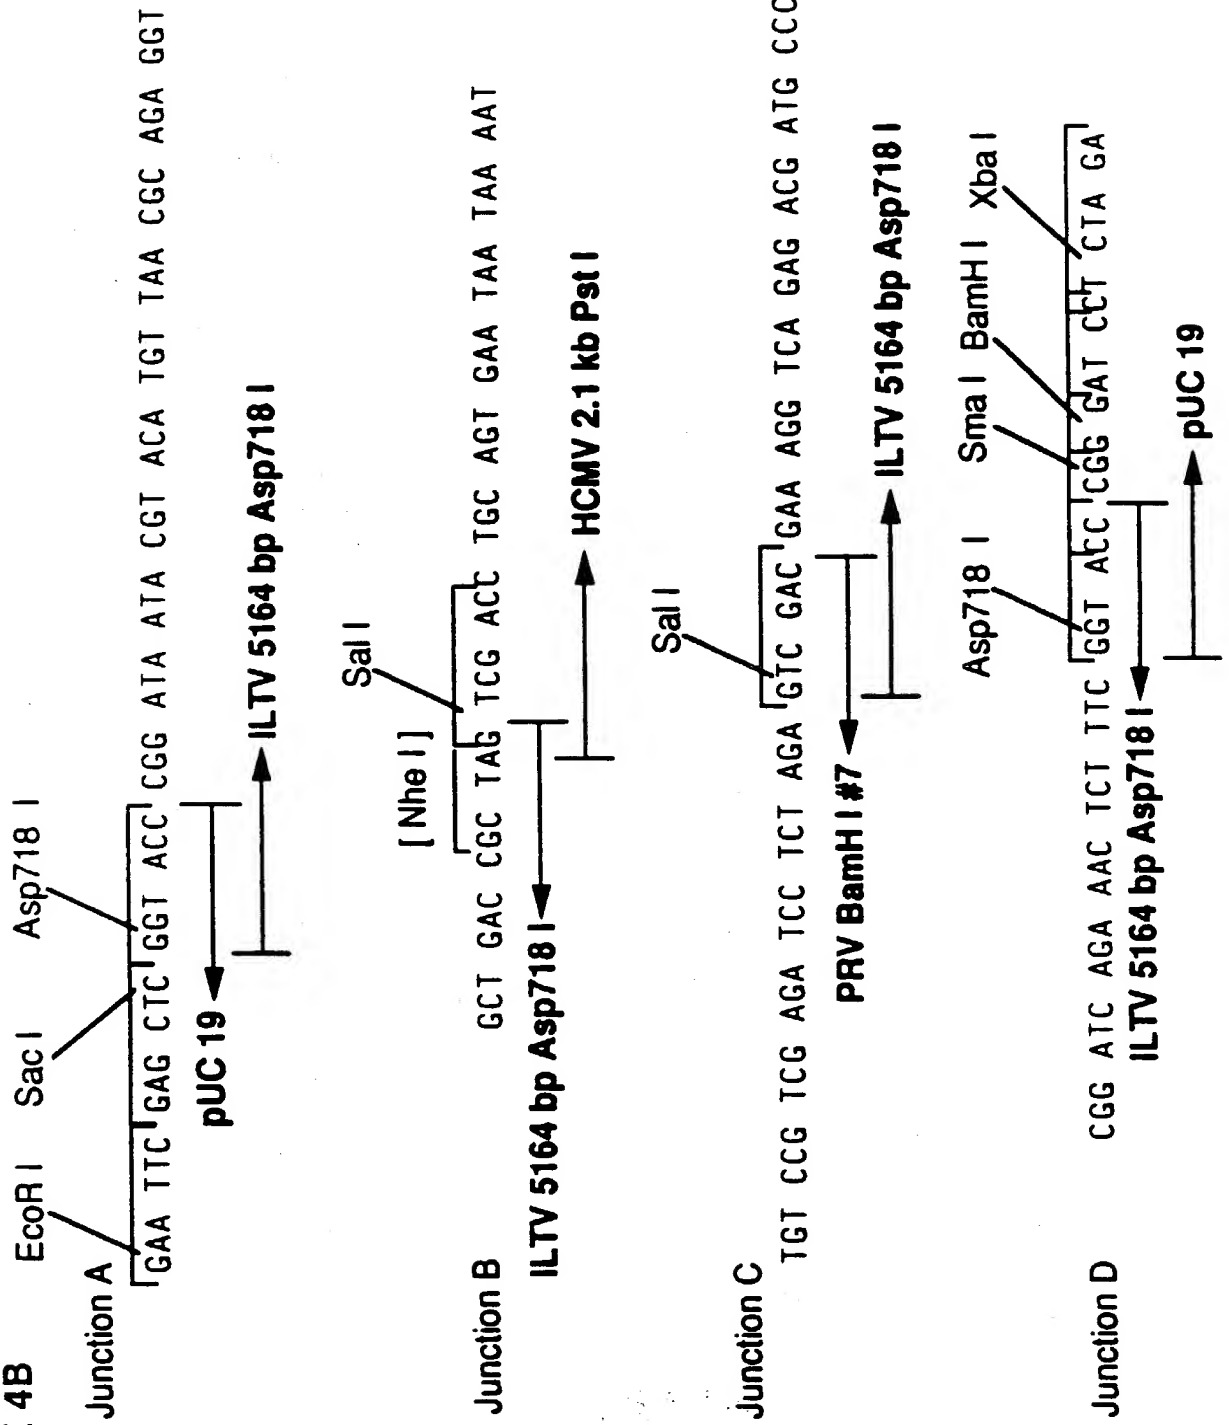 4B
EcoR I Sac I Asp718 I
Junction A
GAA TTC GAG CTC GGT ACC CGG ATA ATA CGT ACA TGT TAA CGC AGA GGT
pUC 19
ILTV 5164 bp Asp718 I
[Nhe I] Sal I
Junction B
GCT GAC CGC TAG TCG ACC TGC AGT GAA TAA TAA AAT
ILTV 5164 bp Asp718 I
HCMV 2.1 kb Pst I
Sal I
Junction C
TGT CCG TCG AGA TCC TCT AGA GTC GAC GAA AGG TCA GAG ACG ATG CCC
PRV BamH I #7
ILTV 5164 bp Asp718 I
Asp718 I Sma I BamH I Xba I
Junction D
CGG ATC AGA AAC TCT TTC GGT ACC CGG GAT CCT CTA GA
ILTV 5164 bp Asp718 I
pUC 19